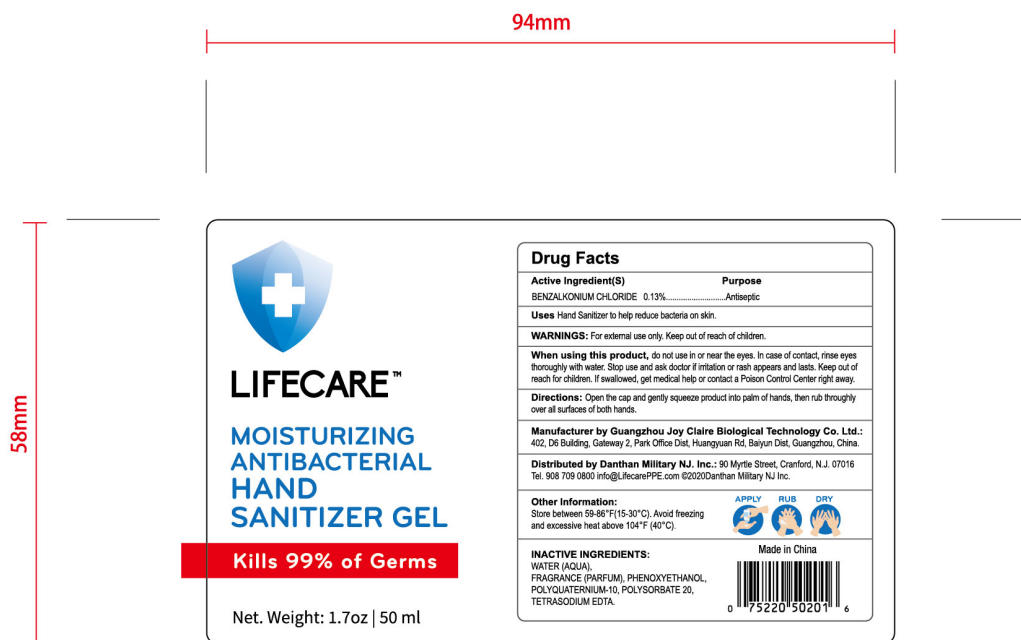 94mm
58mm
LIFECARE™
MOISTURIZING
ANTIBACTERIAL
HAND
SANITIZER GEL
Kills 99% of Germs
Net. Weight: 1.7oz | 50 ml
Drug Facts
Active Ingredient(S) Purpose
BENZALKONIUM CHLORIDE 0.13%...........................Antiseptic
Uses Hand Sanitizer to help reduce bacteria on skin.
WARNINGS: For external use only. Keep out of reach of children.
When using this product, do not use in or near the eyes. In case of contact, rinse eyes
thoroughly with water. Stop use and ask doctor if irritation or rash appears and lasts. Keep out of
reach for children. If swallowed, get medical help or contact a Poison Control Center right away.
Directions: Open the cap and gently squeeze product into palm of hands, then rub throughly
over all surfaces of both hands.
Manufacturer by Guangzhou Joy Claire Biological Technology Co. Ltd.:
402, D6 Building, Gateway 2, Park Office Dist, Huangyuan Rd, Baiyun Dist, Guangzhou, China.
Distributed by Danthan Military NJ. Inc.: 90 Myrtle Street, Cranford, N.J. 07016
Tel. 908 709 0800 info@LifecarePPE.com ©2020Danthan Military NJ Inc.
Other Information:
Store between 59-86°F(15-30°C). Avoid freezing
and excessive heat above 104°F (40°C).
APPLY RUB DRY
INACTIVE INGREDIENTS:
WATER (AQUA),
FRAGRANCE (PARFUM), PHENOXYETHANOL,
POLYQUATERNIUM-10, POLYSORBATE 20,
TETRASODIUM EDTA.
Made in China
0 75220 50201 6